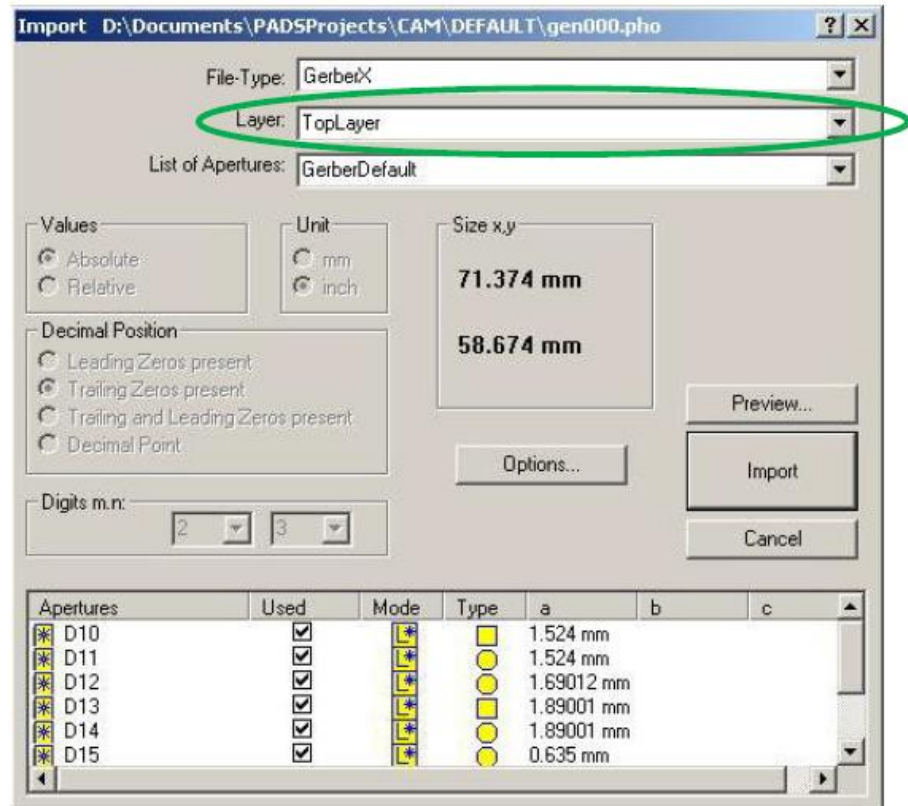 Import D:\Documents\PADSProjects\CAM\DEFAULT\gen000.pho
File-Type: GerberX
Layer: TopLayer
List of Apertures: GerberDefault
Values
Absolute
Relative
Unit
mm
inch
Size x,y
71.374 mm
58.674 mm
Decimal Position
Leading Zeros present
Trailing Zeros present
Trailing and Leading Zeros present
Decimal Point
Digits m.n:
2 3
Options...
Preview...
Import
Cancel
Apertures Used Mode Type a b c
D10 1.524 mm
D11 1.524 mm
D12 1.69012 mm
D13 1.89001 mm
D14 1.89001 mm
D15 0.635 mm